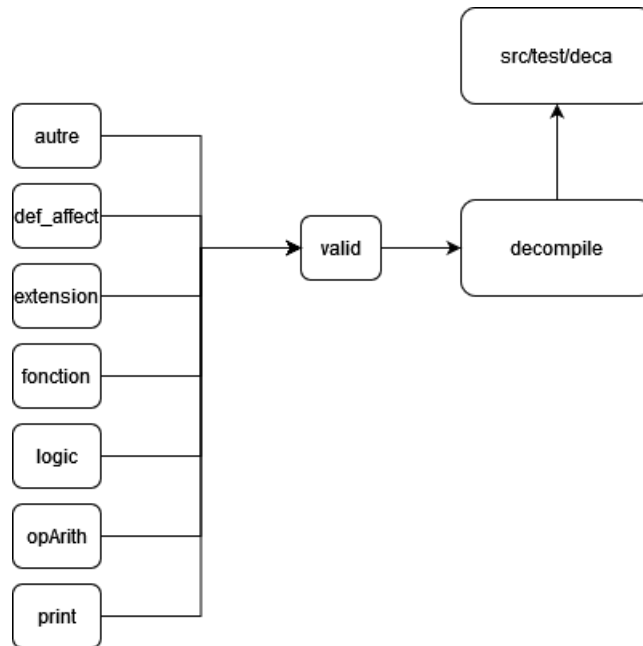 src/test/deca
autre
def_affect
extension
fonction
logic
opArith
print
valid
decompile